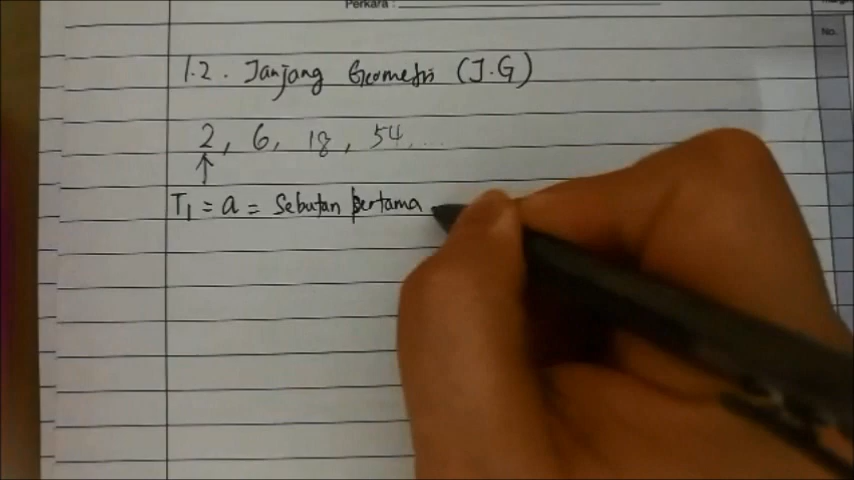 Perkara :
No.
1.2. Janjang Geometri (J.G)
2, 6, 18, 54, ...
T1 = a = Sebutan pertama